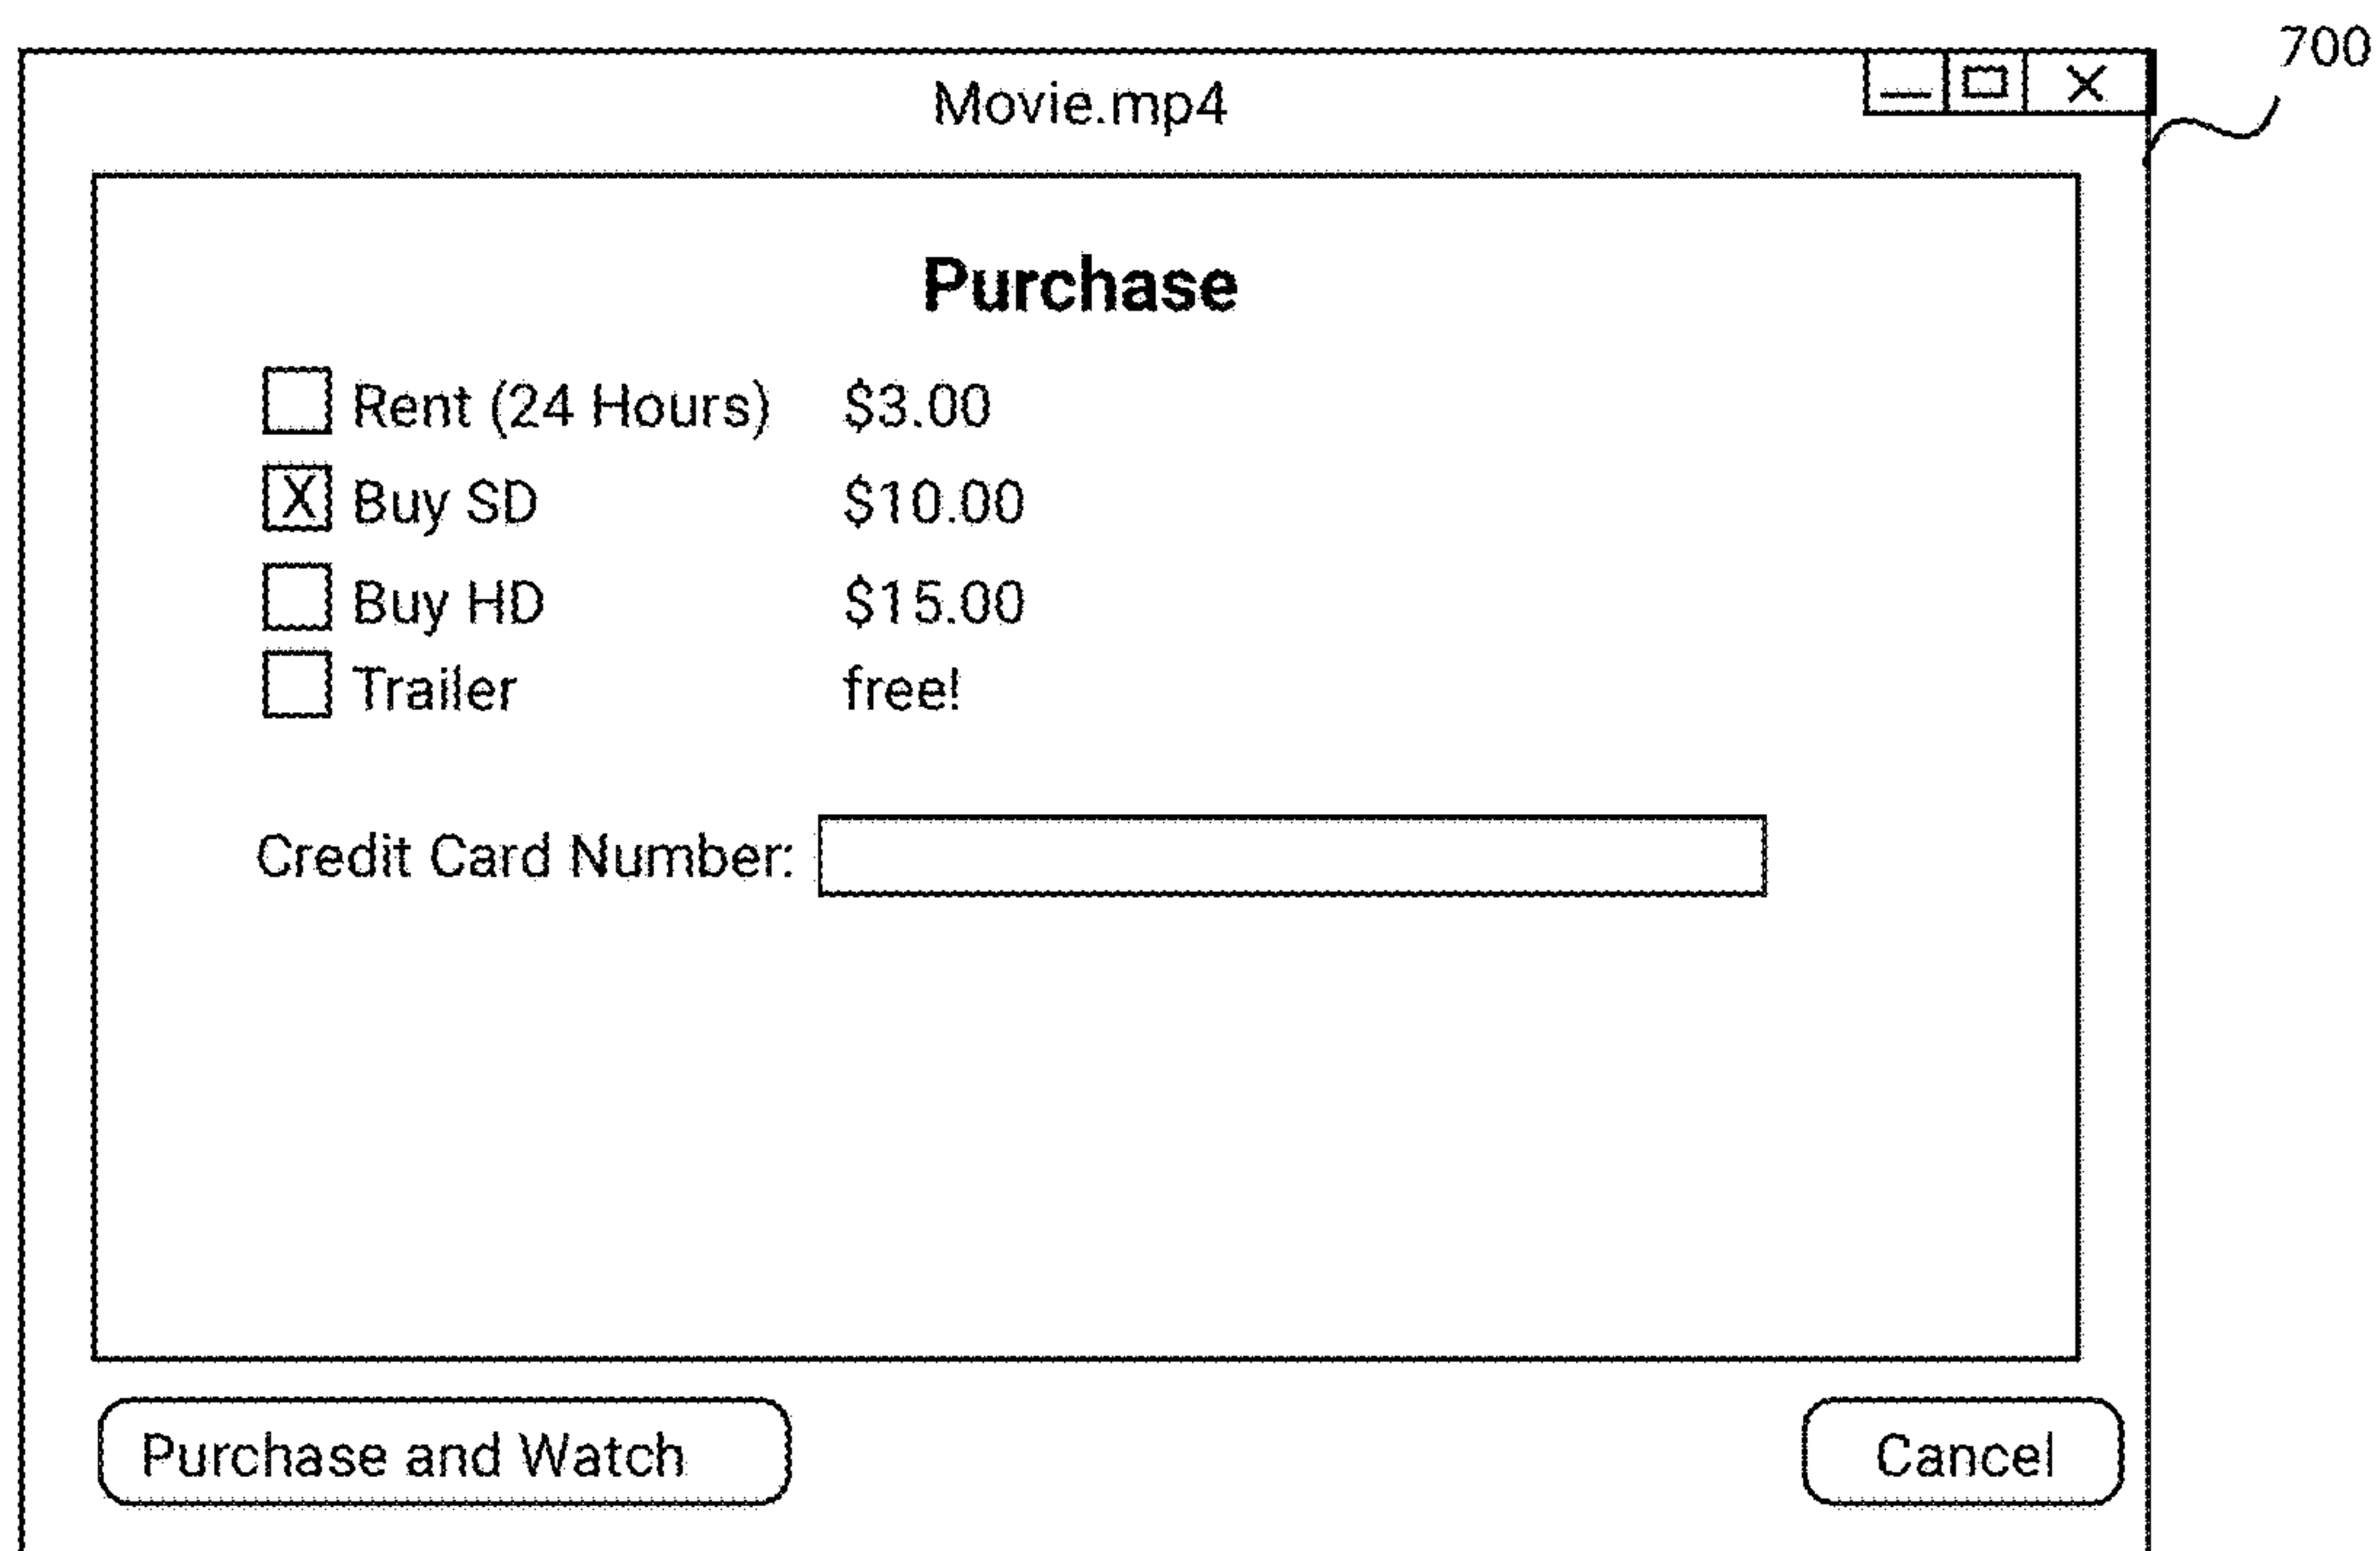 700
Movie.mp4
Purchase
Rent (24 Hours) $3.00
X Buy SD $10.00
Buy HD $15.00
Trailer free!
Credit Card Number:
Purchase and Watch Cancel